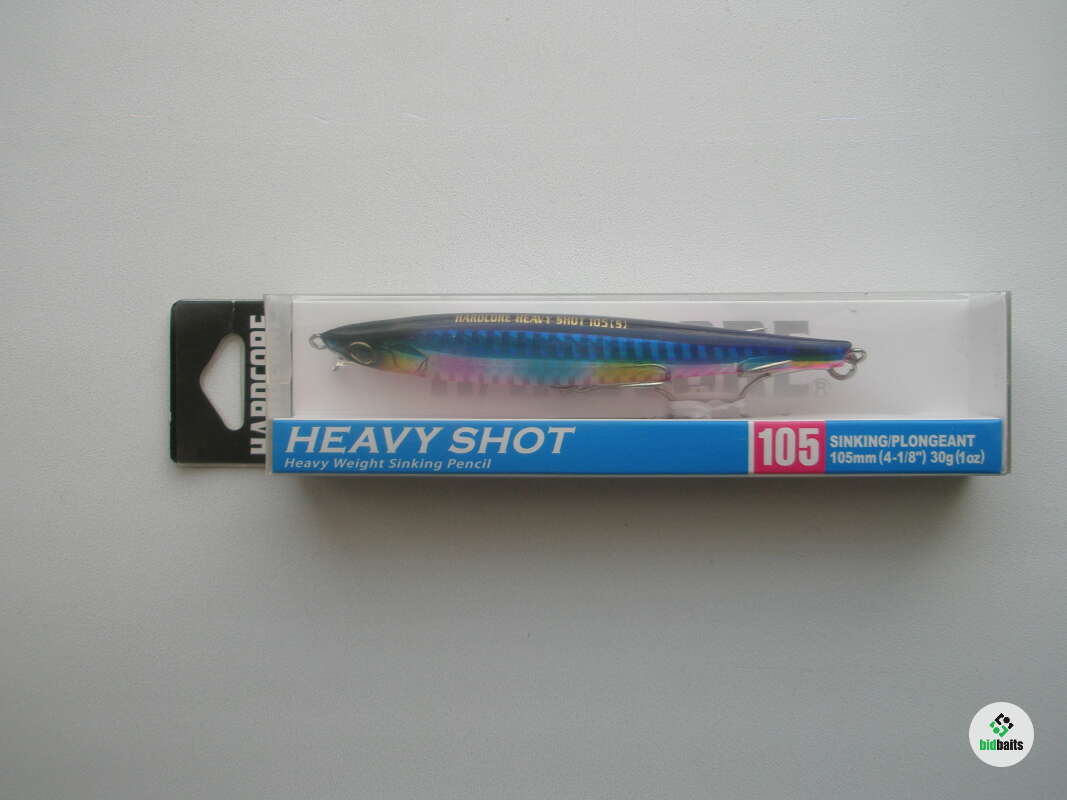 HARDCORE
HARDCORE HEAVY SHOT 105(S)
HEAVY SHOT
Heavy Weight Sinking Pencil
105
SINKING/PLONGEANT
105mm (4-1/8") 30g (1oz)
®
bidbaits